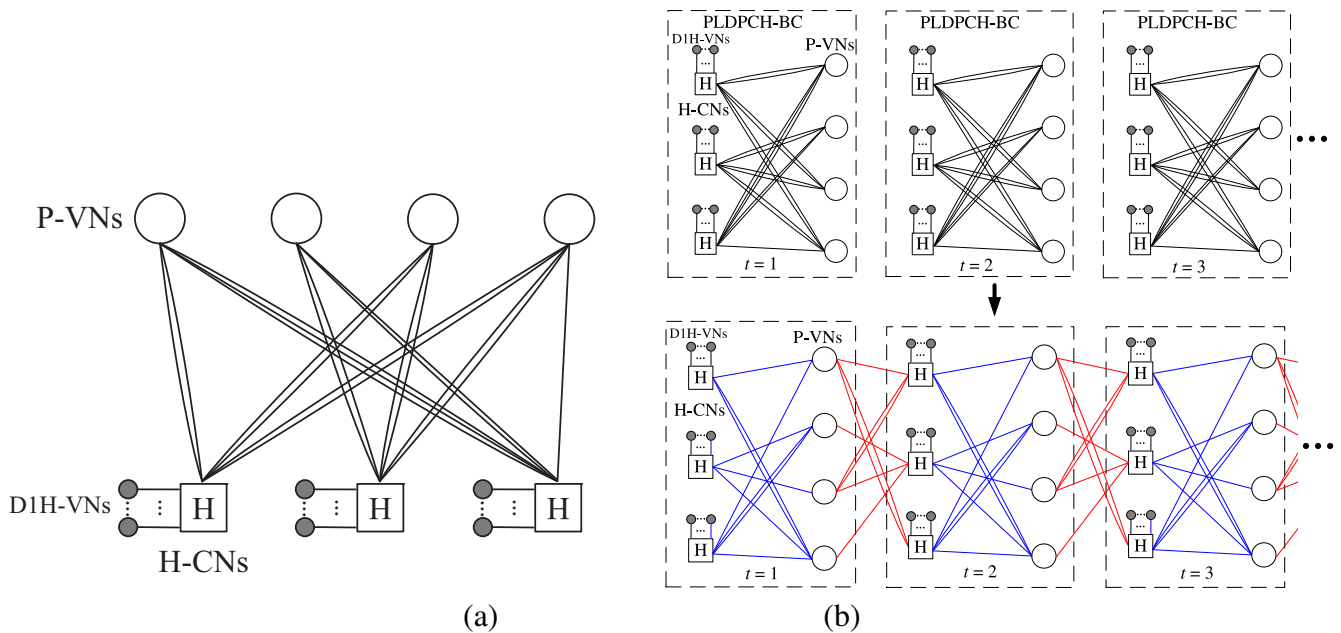 P-VNs
D1H-VNs
...
H
...
H
...
H
H-CNs
(a)
PLDPCH-BC
PLDPCH-BC
PLDPCH-BC
D1H-VNs
P-VNs
...
H
...
H
...
H
H-CNs
...
H
...
H
...
H
...
H
...
H
...
H
t = 1
t = 2
t = 3
...
D1H-VNs
P-VNs
...
H
...
H
...
H
H-CNs
...
H
...
H
...
H
...
H
...
H
...
H
t = 1
t = 2
t = 3
...
(b)